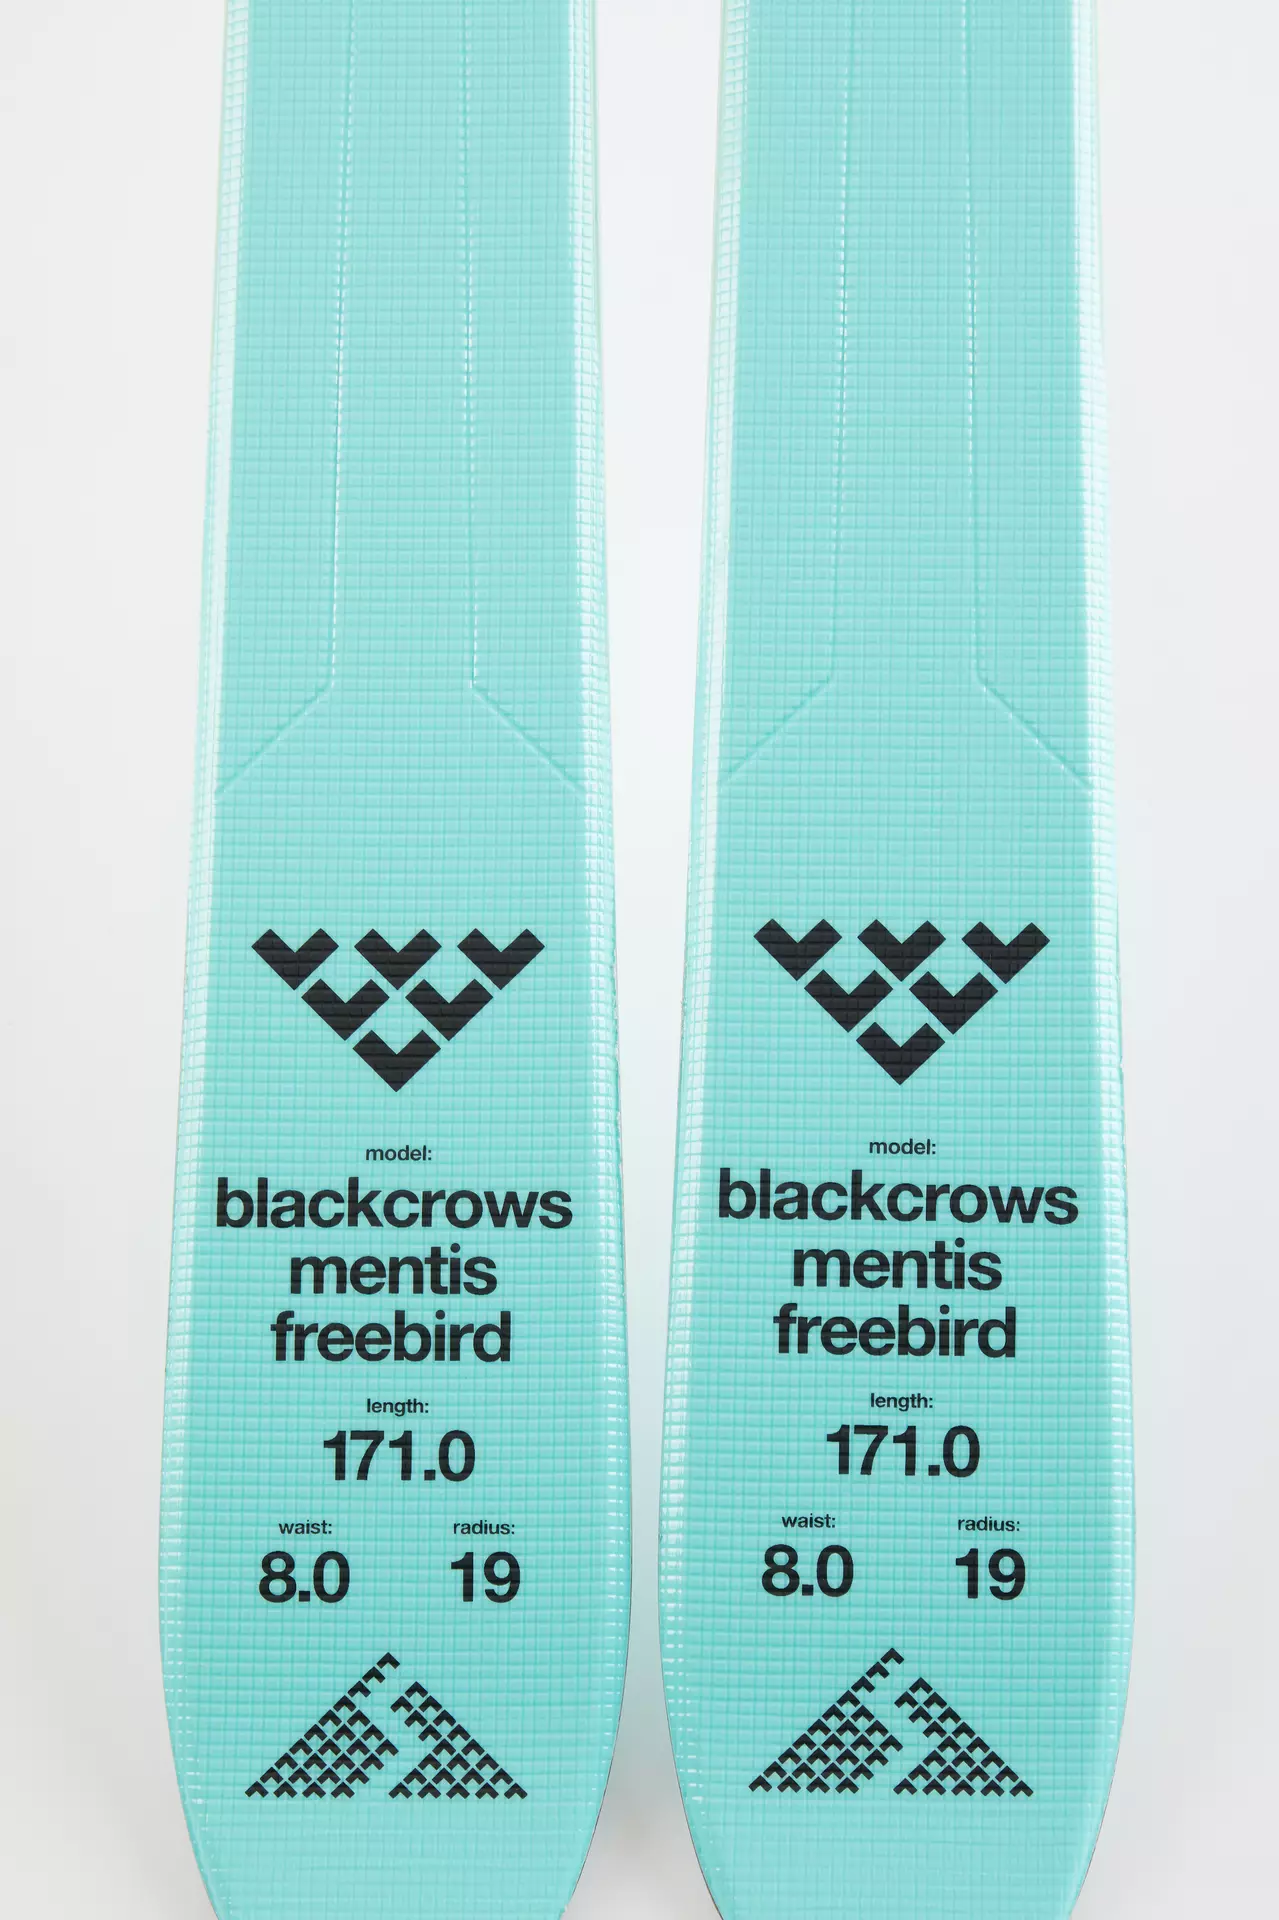 model:
blackcrows
mentis
freebird
length:
171.0
waist: radius:
8.0 19
model:
blackcrows
mentis
freebird
length:
171.0
waist: radius:
8.0 19